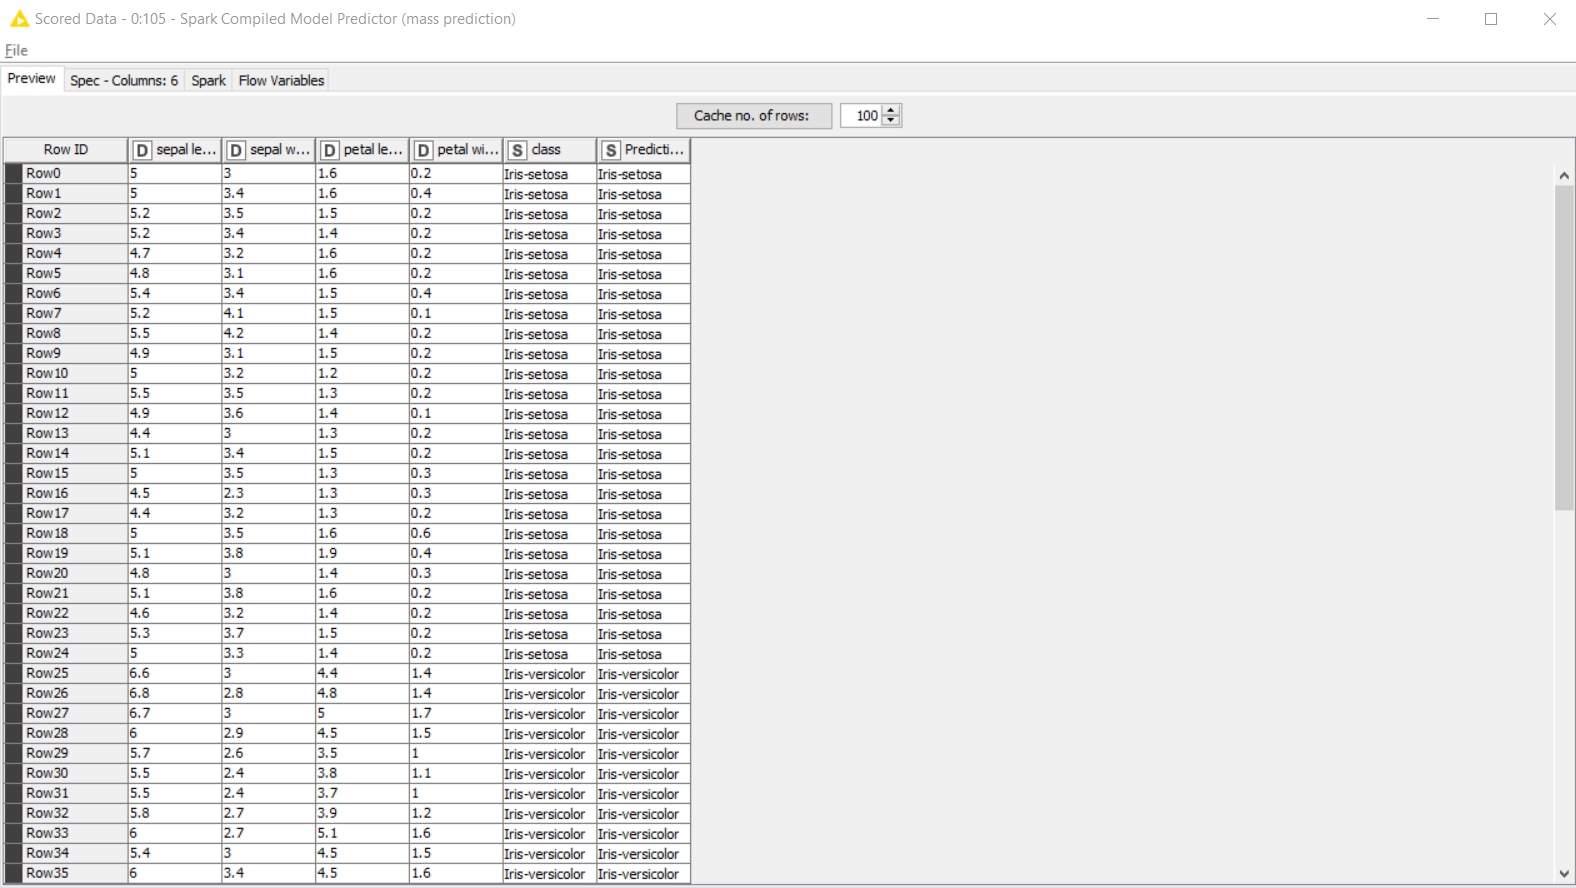 Scored Data - 0:105 - Spark Compiled Model Predictor (mass prediction)
File
Preview Spec - Columns: 6 Spark Flow Variables
Cache no. of rows: 100
Row ID D sepal le... D sepal w... D petal le... D petal wi... S class S Predicti...
Row0 5 3 1.6 0.2 Iris-setosa Iris-setosa
Row1 5 3.4 1.6 0.4 Iris-setosa Iris-setosa
Row2 5.2 3.5 1.5 0.2 Iris-setosa Iris-setosa
Row3 5.2 3.4 1.4 0.2 Iris-setosa Iris-setosa
Row4 4.7 3.2 1.6 0.2 Iris-setosa Iris-setosa
Row5 4.8 3.1 1.6 0.2 Iris-setosa Iris-setosa
Row6 5.4 3.4 1.5 0.4 Iris-setosa Iris-setosa
Row7 5.2 4.1 1.5 0.1 Iris-setosa Iris-setosa
Row8 5.5 4.2 1.4 0.2 Iris-setosa Iris-setosa
Row9 4.9 3.1 1.5 0.2 Iris-setosa Iris-setosa
Row10 5 3.2 1.2 0.2 Iris-setosa Iris-setosa
Row11 5.5 3.5 1.3 0.2 Iris-setosa Iris-setosa
Row12 4.9 3.6 1.4 0.1 Iris-setosa Iris-setosa
Row13 4.4 3 1.3 0.2 Iris-setosa Iris-setosa
Row14 5.1 3.4 1.5 0.2 Iris-setosa Iris-setosa
Row15 5 3.5 1.3 0.3 Iris-setosa Iris-setosa
Row16 4.5 2.3 1.3 0.3 Iris-setosa Iris-setosa
Row17 4.4 3.2 1.3 0.2 Iris-setosa Iris-setosa
Row18 5 3.5 1.6 0.6 Iris-setosa Iris-setosa
Row19 5.1 3.8 1.9 0.4 Iris-setosa Iris-setosa
Row20 4.8 3 1.4 0.3 Iris-setosa Iris-setosa
Row21 5.1 3.8 1.6 0.2 Iris-setosa Iris-setosa
Row22 4.6 3.2 1.4 0.2 Iris-setosa Iris-setosa
Row23 5.3 3.7 1.5 0.2 Iris-setosa Iris-setosa
Row24 5 3.3 1.4 0.2 Iris-setosa Iris-setosa
Row25 6.6 3 4.4 1.4 Iris-versicolor Iris-versicolor
Row26 6.8 2.8 4.8 1.4 Iris-versicolor Iris-versicolor
Row27 6.7 3 5 1.7 Iris-versicolor Iris-versicolor
Row28 6 2.9 4.5 1.5 Iris-versicolor Iris-versicolor
Row29 5.7 2.6 3.5 1 Iris-versicolor Iris-versicolor
Row30 5.5 2.4 3.8 1.1 Iris-versicolor Iris-versicolor
Row31 5.5 2.4 3.7 1 Iris-versicolor Iris-versicolor
Row32 5.8 2.7 3.9 1.2 Iris-versicolor Iris-versicolor
Row33 6 2.7 5.1 1.6 Iris-versicolor Iris-versicolor
Row34 5.4 3 4.5 1.5 Iris-versicolor Iris-versicolor
Row35 6 3.4 4.5 1.6 Iris-versicolor Iris-versicolor